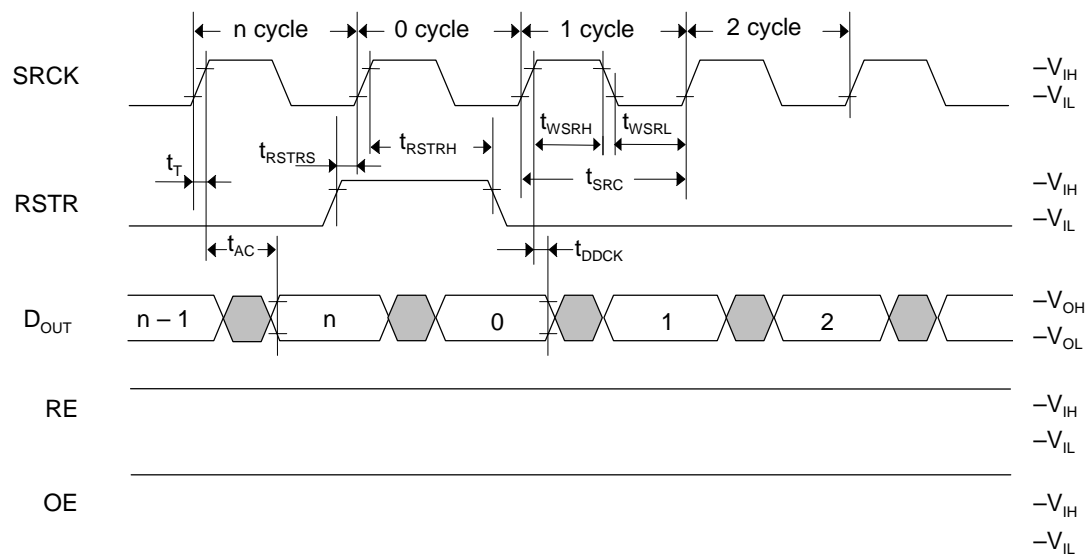 n cycle 0 cycle 1 cycle 2 cycle
SRCK –VIH
–VIL
tWSRH tWSRL
tRSTRS tRSTRH
tT tSRC
RSTR –VIH
–VIL
tAC tDDCK
DOUT n – 1 n 0 1 2 –VOH
–VOL
RE –VIH
–VIL
OE –VIH
–VIL